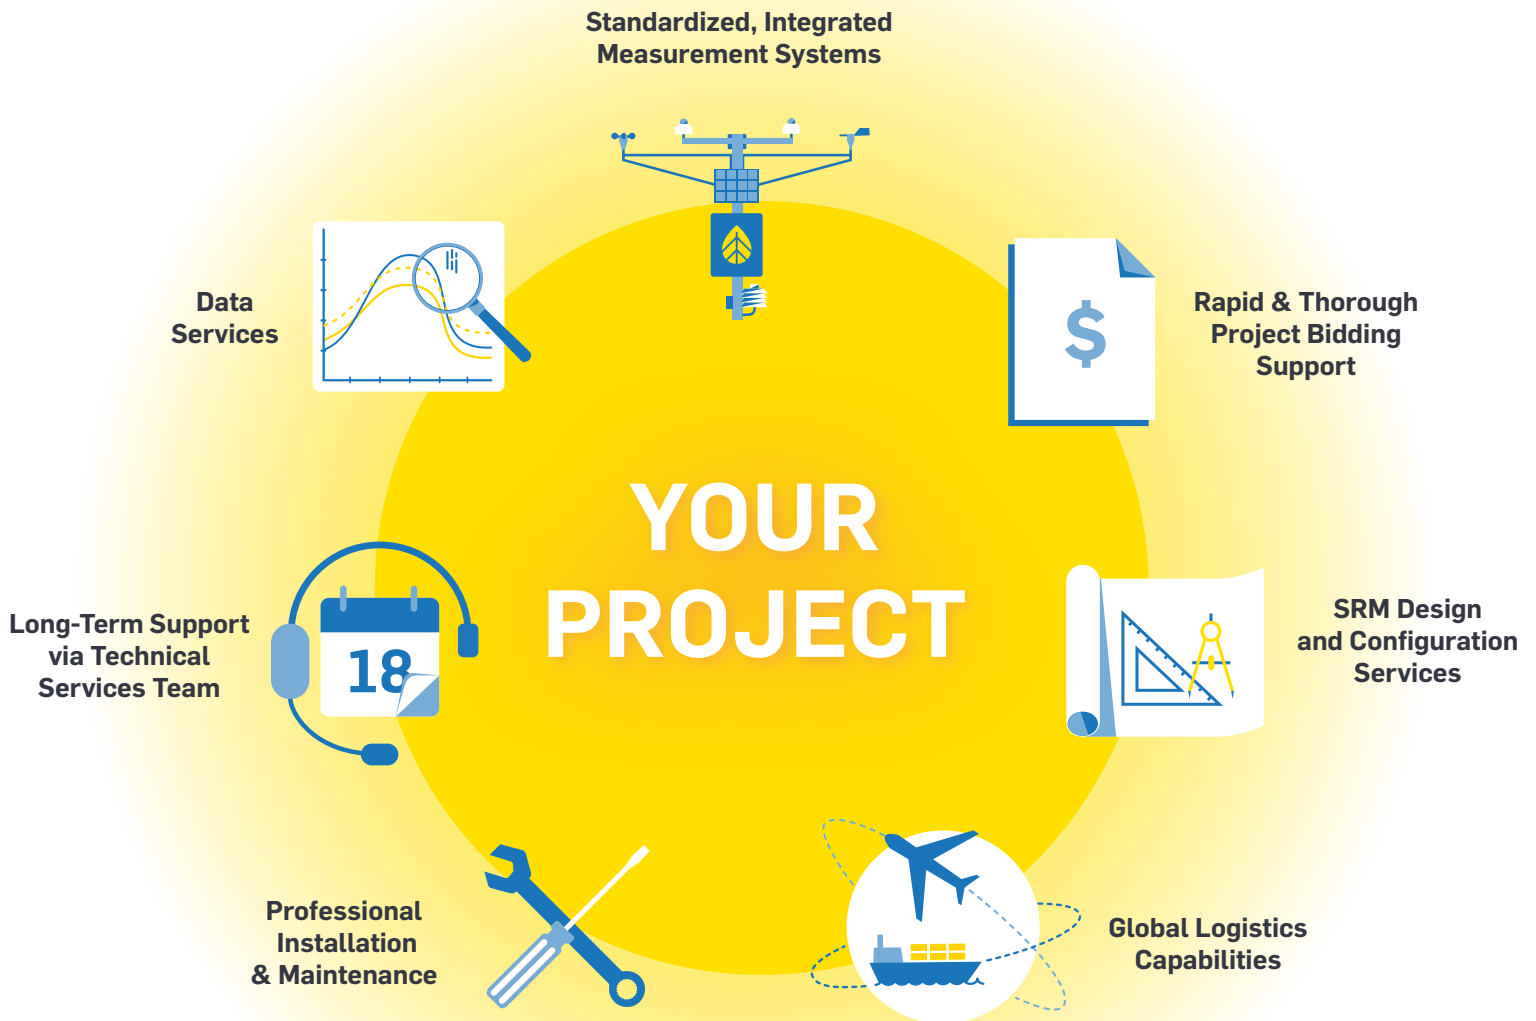 Standardized, Integrated
Measurement Systems
Data
Services
$
Rapid & Thorough
Project Bidding
Support
YOUR
PROJECT
Long-Term Support
via Technical
Services Team
18
SRM Design
and Configuration
Services
Professional
Installation
& Maintenance
Global Logistics
Capabilities